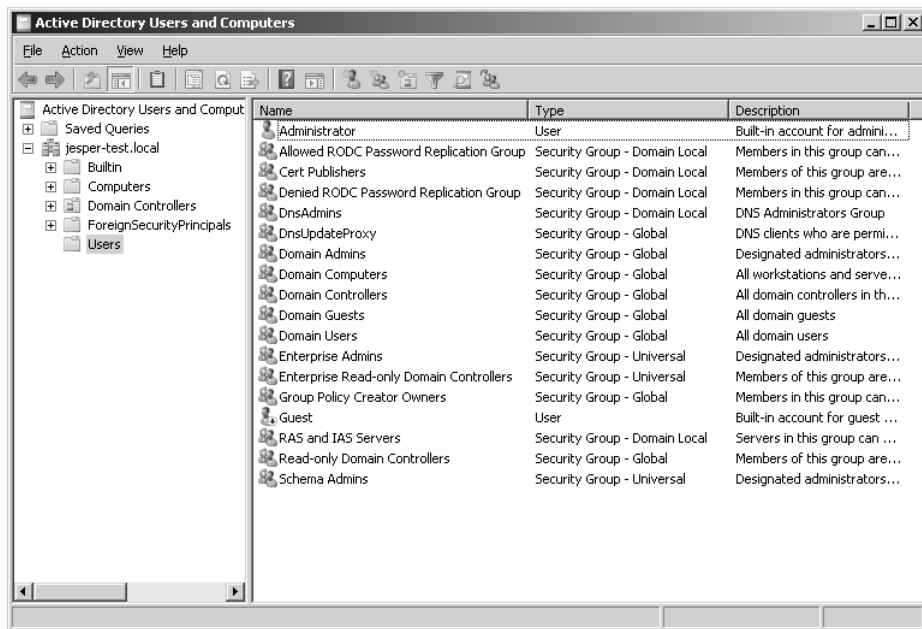 Active Directory Users and Computers
File Action View Help
Active Directory Users and Comput
Saved Queries
jesper-test.local
Builtin
Computers
Domain Controllers
ForeignSecurityPrincipals
Users
Name Type Description
Administrator User Built-in account for admini...
Allowed RODC Password Replication Group Security Group - Domain Local Members in this group can...
Cert Publishers Security Group - Domain Local Members of this group are...
Denied RODC Password Replication Group Security Group - Domain Local Members in this group can...
DnsAdmins Security Group - Domain Local DNS Administrators Group
DnsUpdateProxy Security Group - Global DNS clients who are permi...
Domain Admins Security Group - Global Designated administrators...
Domain Computers Security Group - Global All workstations and serve...
Domain Controllers Security Group - Global All domain controllers in th...
Domain Guests Security Group - Global All domain guests
Domain Users Security Group - Global All domain users
Enterprise Admins Security Group - Universal Designated administrators...
Enterprise Read-only Domain Controllers Security Group - Universal Members of this group are...
Group Policy Creator Owners Security Group - Global Members in this group can...
Guest User Built-in account for guest ...
RAS and IAS Servers Security Group - Domain Local Servers in this group can ...
Read-only Domain Controllers Security Group - Global Members of this group are...
Schema Admins Security Group - Universal Designated administrators...